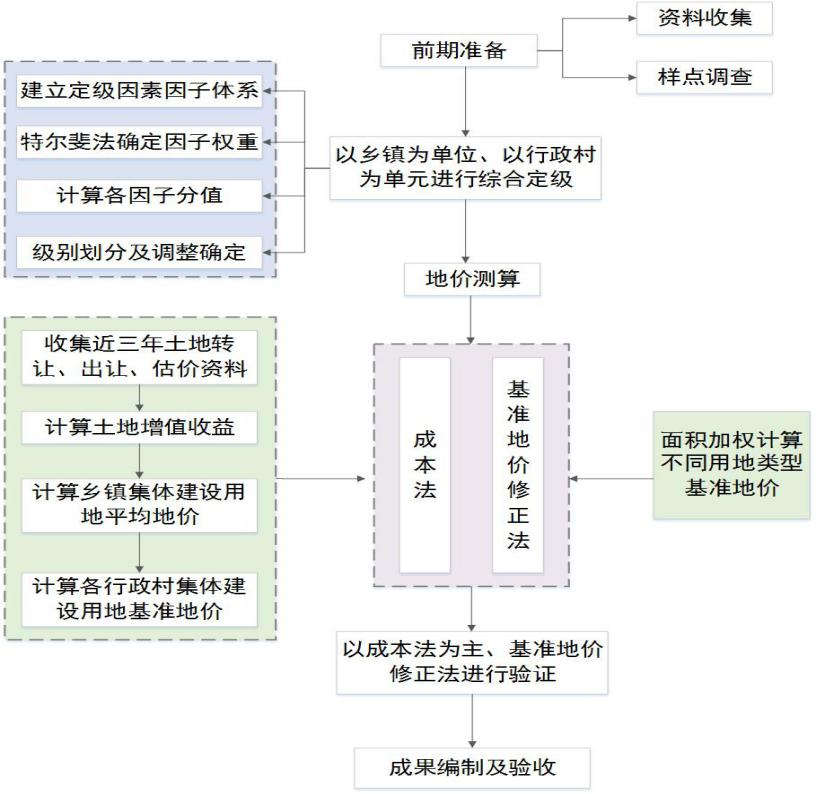 前期准备
资料收集
样点调查
以乡镇为单位、以行政村
为单元进行综合定级
建立定级因素因子体系
特尔斐法确定因子权重
计算各因子分值
级别划分及调整确定
地价测算
收集近三年土地转
让、出让、估价资料
计算土地增值收益
计算乡镇集体建设用
地平均地价
计算各行政村集体建
设用地基准地价
成本法
基准地价修正法
面积加权计算
不同用地类型
基准地价
以成本法为主、基准地价
修正法进行验证
成果编制及验收